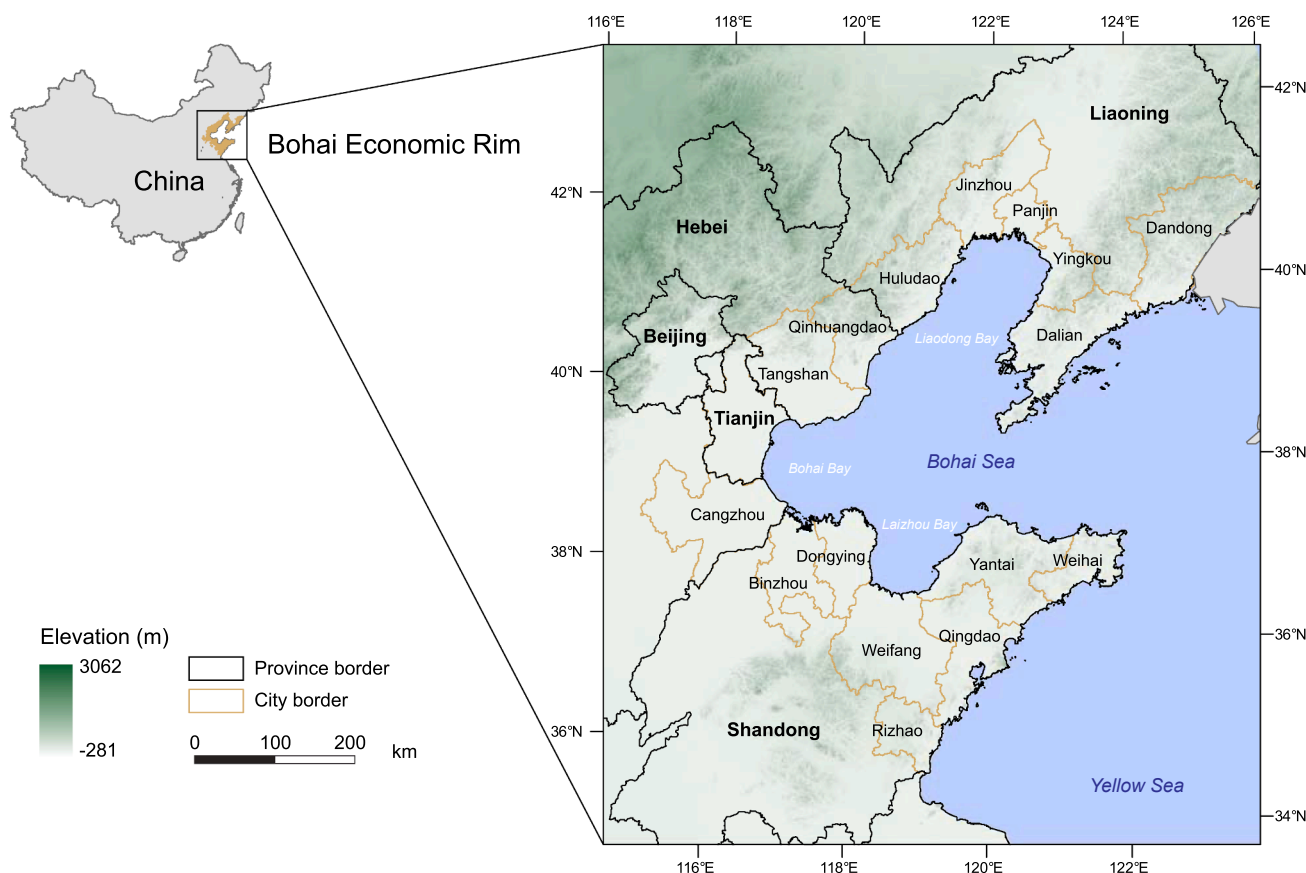 116°E
118°E
120°E
122°E
124°E
126°E
42°N
Liaoning
Bohai Economic Rim
China
42°N
Jinzhou
Panjin
Hebei
Dandong
Yingkou
40°N
Huludao
Qinhuangdao
Beijing
Liaodong Bay
Dalian
40°N
Tangshan
Tianjin
38°N
Bohai Sea
Bohai Bay
Cangzhou
Laizhou Bay
38°N
Dongying
Yantai
Weihai
Binzhou
36°N
Qingdao
Weifang
Elevation (m)
3062
-281
Province border
City border
0
100
200
km
36°N
Shandong
Rizhao
Yellow Sea
34°N
116°E
118°E
120°E
122°E